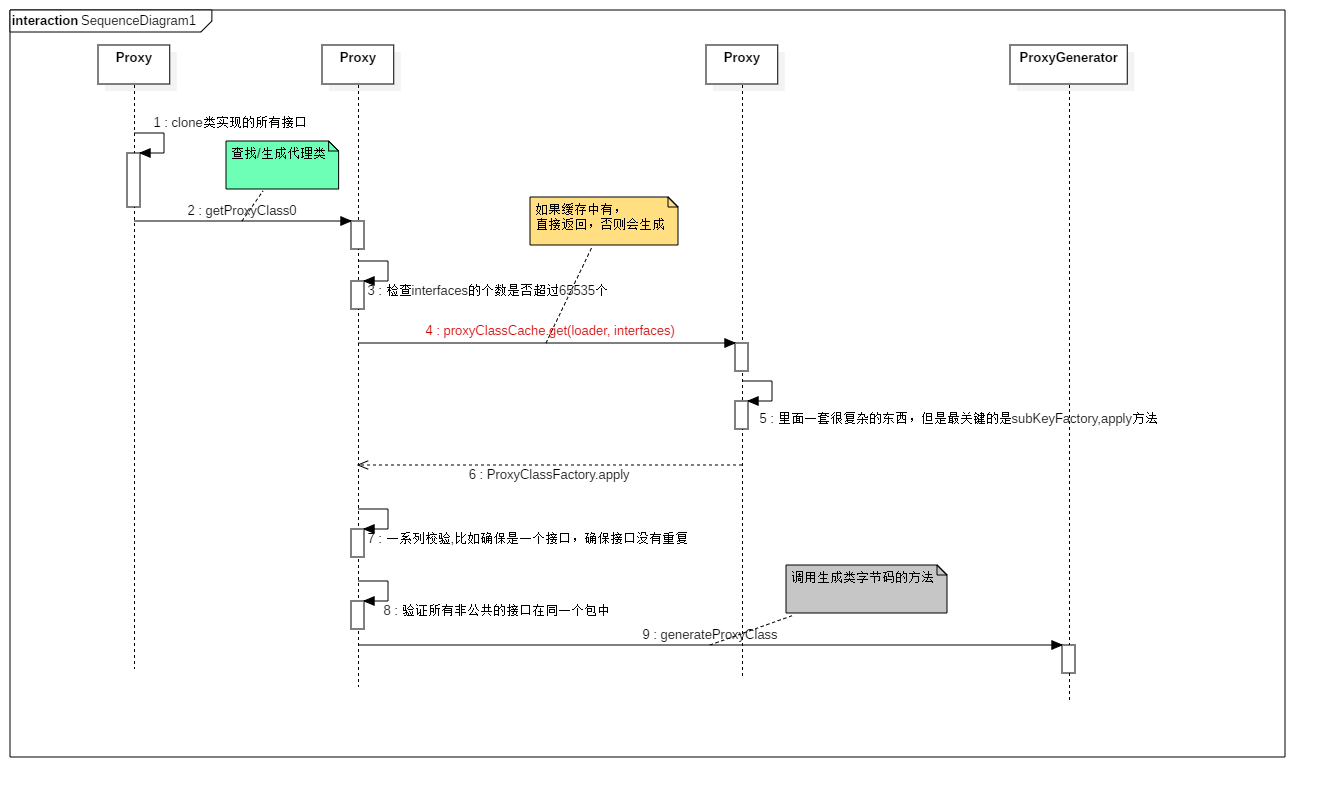 interaction SequenceDiagram1
Proxy
Proxy
Proxy
ProxyGenerator
1 : clone类实现的所有接口
查找/生成代理类
2 : getProxyClass0
如果缓存中有，
直接返回，否则会生成
3 : 检查interfaces的个数是否超过65535个
4 : proxyClassCache.get(loader, interfaces)
5 : 里面一套很复杂的东西，但是最关键的是subKeyFactory,apply方法
6 : ProxyClassFactory.apply
7 : 一系列校验,比如确保是一个接口，确保接口没有重复
调用生成类字节码的方法
8 : 验证所有非公共的接口在同一个包中
9 : generateProxyClass